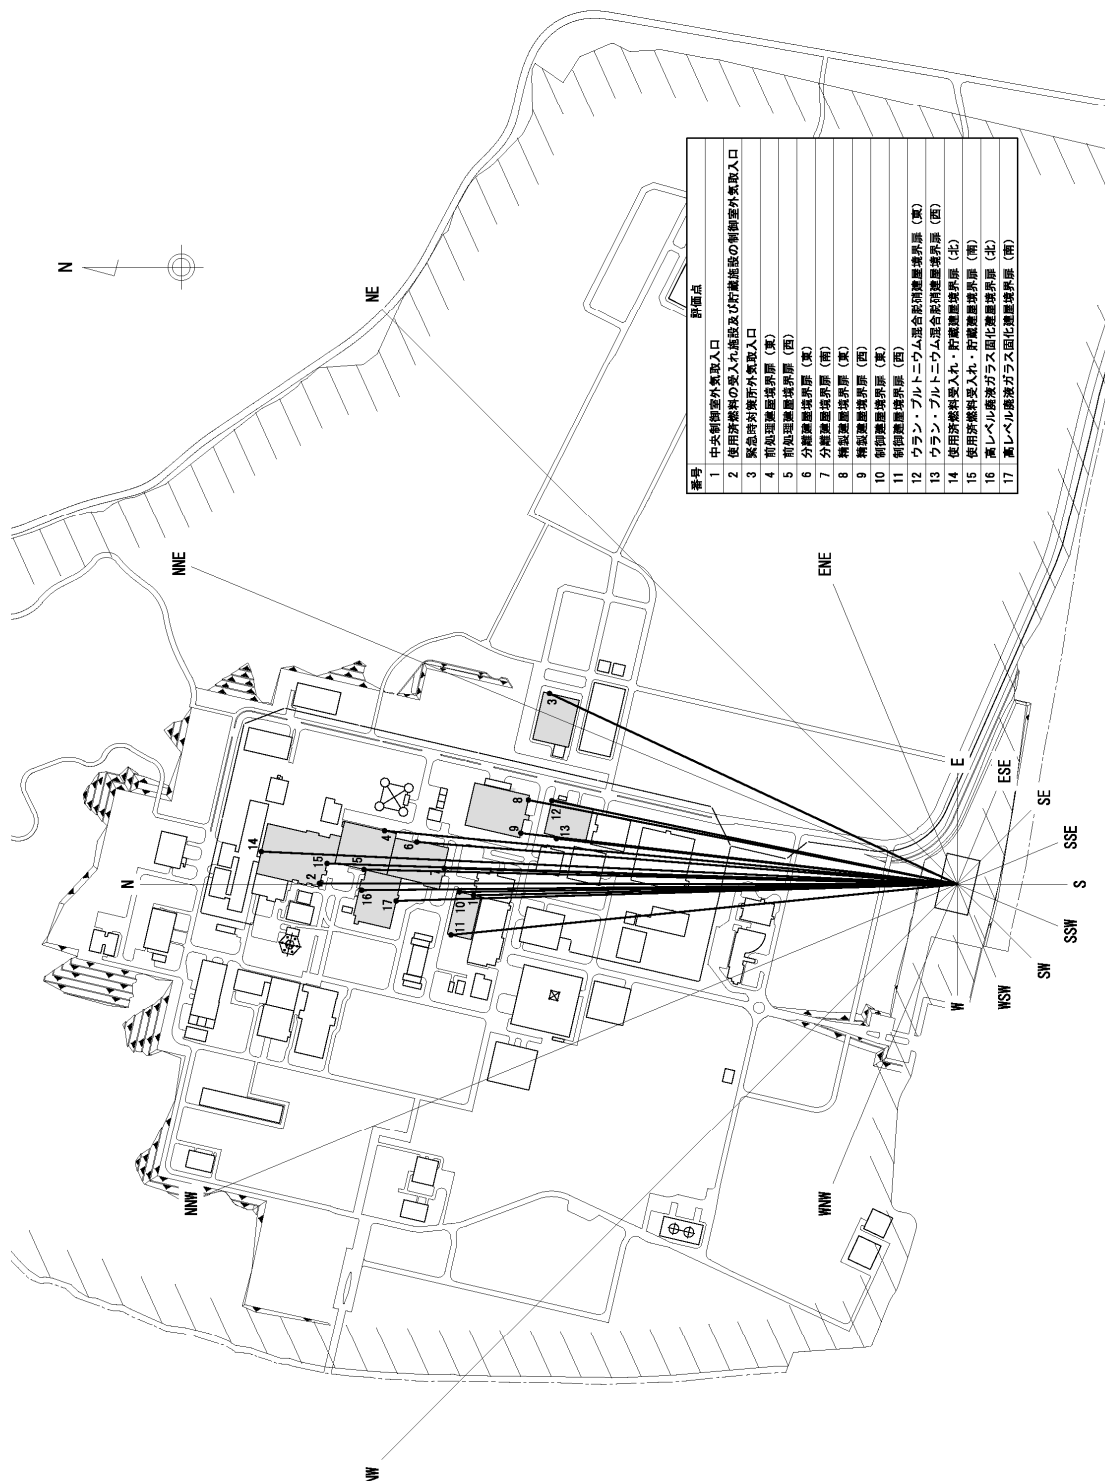 N
NE
NNE
ENE
N
NNW
NW
WNW
E
ESE
SE
SSE
S
SSW
SW
WSW
W
14
15
2
5
4
6
16
17
7
10
1
11
8
9
12
13
3
番号 評価点
1 中央制御室外気取入口
2 使用済燃料の受入れ施設及び貯蔵施設の制御室外気取入口
3 緊急時対策所外気取入口
4 前処理建屋境界扉（東）
5 前処理建屋境界扉（西）
6 分離建屋境界扉（東）
7 分離建屋境界扉（南）
8 精製建屋境界扉（東）
9 精製建屋境界扉（西）
10 制御建屋境界扉（東）
11 制御建屋境界扉（西）
12 ウラン・プルトニウム混合脱硝建屋境界扉（東）
13 ウラン・プルトニウム混合脱硝建屋境界扉（西）
14 使用済燃料受入れ・貯蔵建屋境界扉（北）
15 使用済燃料受入れ・貯蔵建屋境界扉（南）
16 高レベル廃液ガラス固化建屋境界扉（北）
17 高レベル廃液ガラス固化建屋境界扉（南）